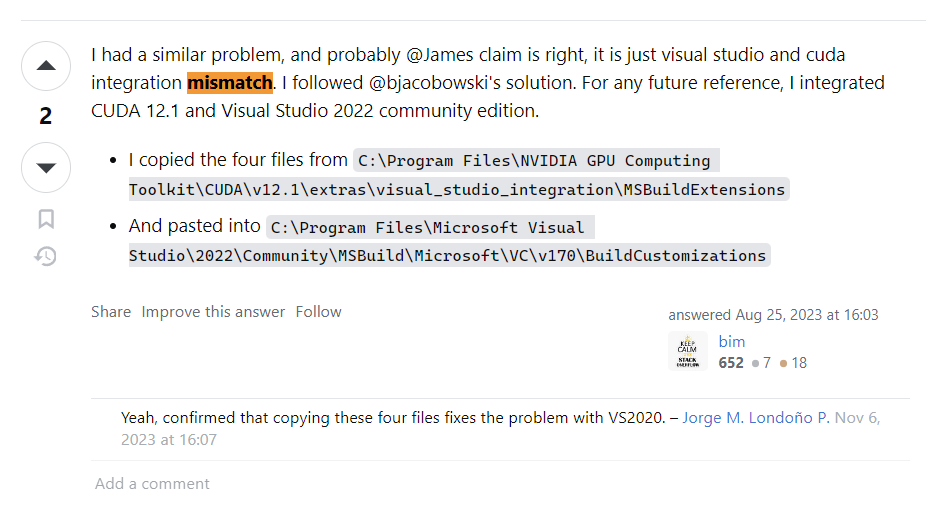 I had a similar problem, and probably @James claim is right, it is just visual studio and cuda
integration mismatch. I followed @bjacobowski's solution. For any future reference, I integrated
2
CUDA 12.1 and Visual Studio 2022 community edition.
• I copied the four files from C:\Program Files\NVIDIA GPU Computing
Toolkit\CUDA\v12.1\extras\visual_studio_integration\MSBuildExtensions
• And pasted into C:\Program Files\Microsoft Visual
Studio\2022\Community\MSBuild\Microsoft\VC\v170\BuildCustomizations
Share Improve this answer Follow
answered Aug 25, 2023 at 16:03
KEEP
CALM
STACK
OVERFLOW
bim
652 7 18
Yeah, confirmed that copying these four files fixes the problem with VS2020. – Jorge M. Londoño P. Nov 6,
2023 at 16:07
Add a comment